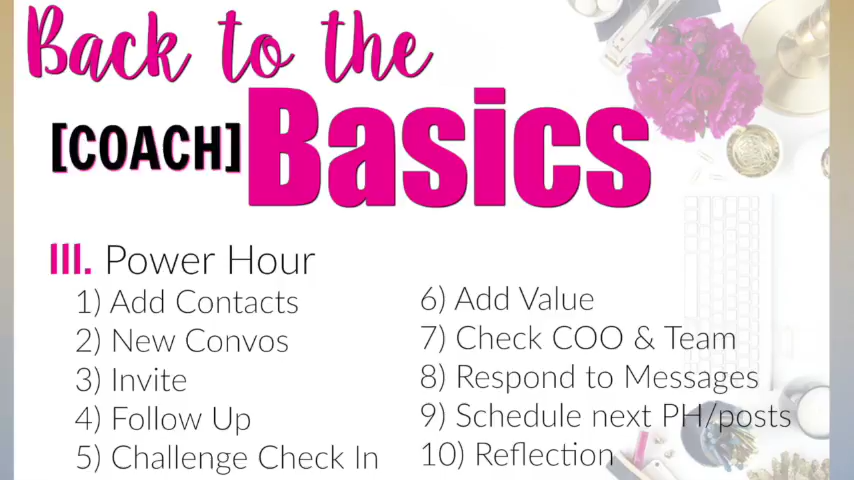 Back to the
[COACH] Basics
III. Power Hour
1) Add Contacts
2) New Convos
3) Invite
4) Follow Up
5) Challenge Check In
6) Add Value
7) Check COO & Team
8) Respond to Messages
9) Schedule next PH/posts
10) Reflection